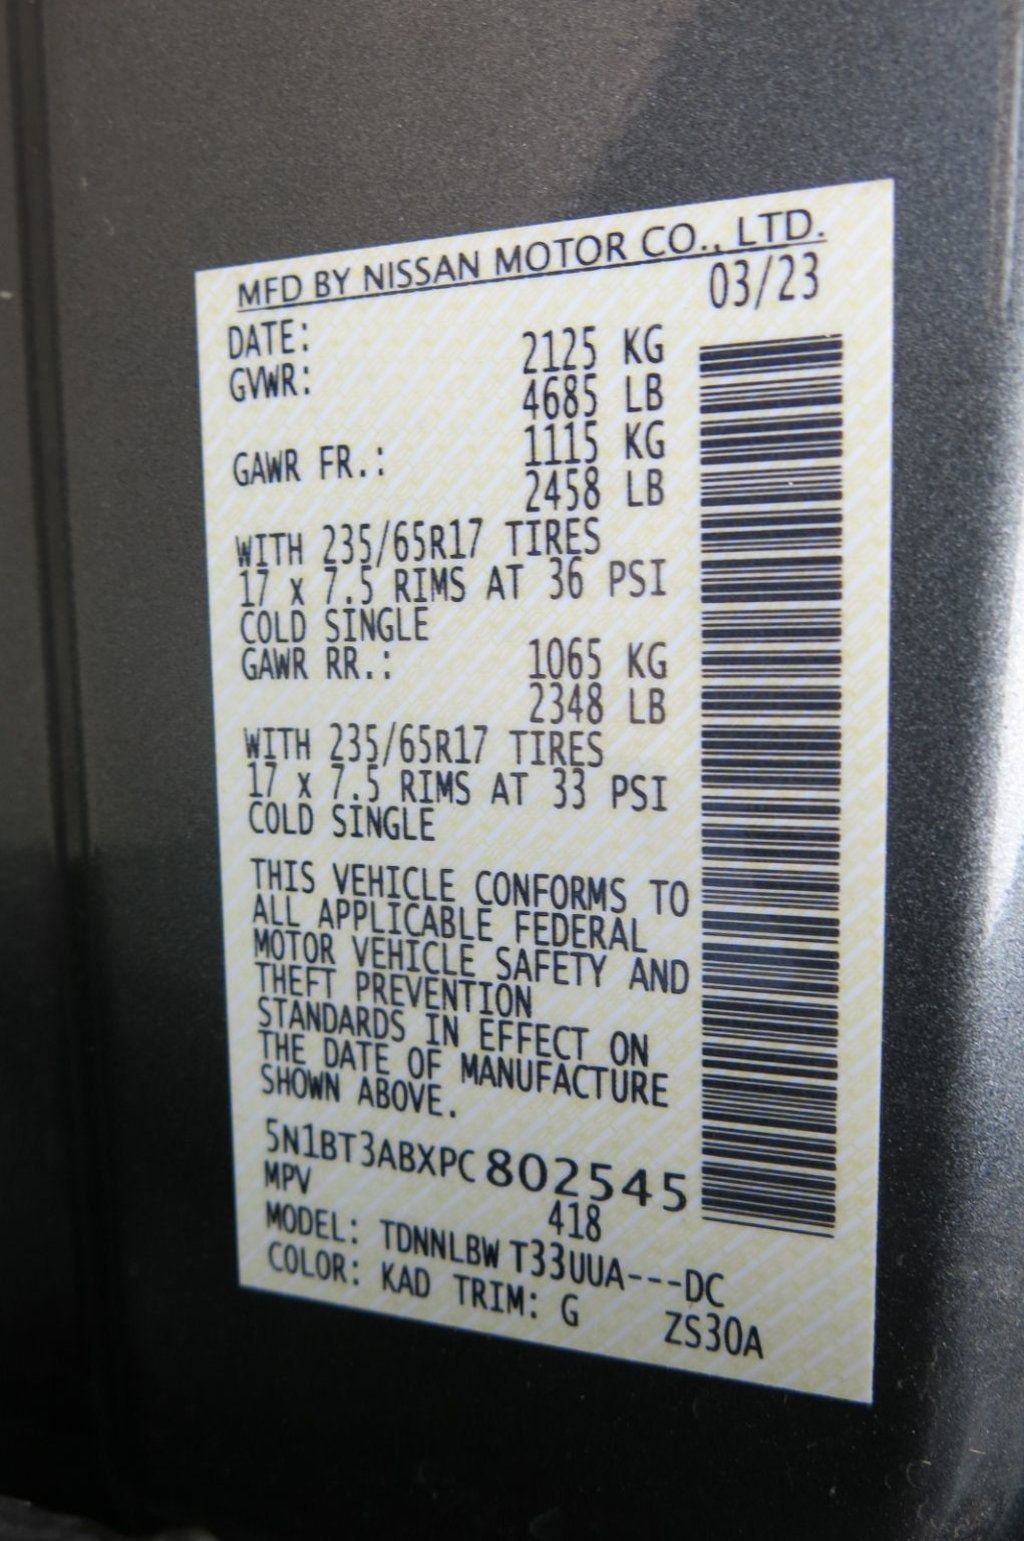 MFD BY NISSAN MOTOR CO., LTD.
DATE: 03/23
GVWR: 2125 KG
4685 LB
GAWR FR.: 1115 KG
2458 LB
WITH 235/65R17 TIRES
17 x 7.5 RIMS AT 36 PSI
COLD SINGLE
GAWR RR.: 1065 KG
2348 LB
WITH 235/65R17 TIRES
17 x 7.5 RIMS AT 33 PSI
COLD SINGLE
THIS VEHICLE CONFORMS TO
ALL APPLICABLE FEDERAL
MOTOR VEHICLE SAFETY AND
THEFT PREVENTION
STANDARDS IN EFFECT ON
THE DATE OF MANUFACTURE
SHOWN ABOVE.
5N1BT3ABXPC802545
MPV 418
MODEL: TDNNLBW T33UUA---DC
COLOR: KAD TRIM: G ZS30A